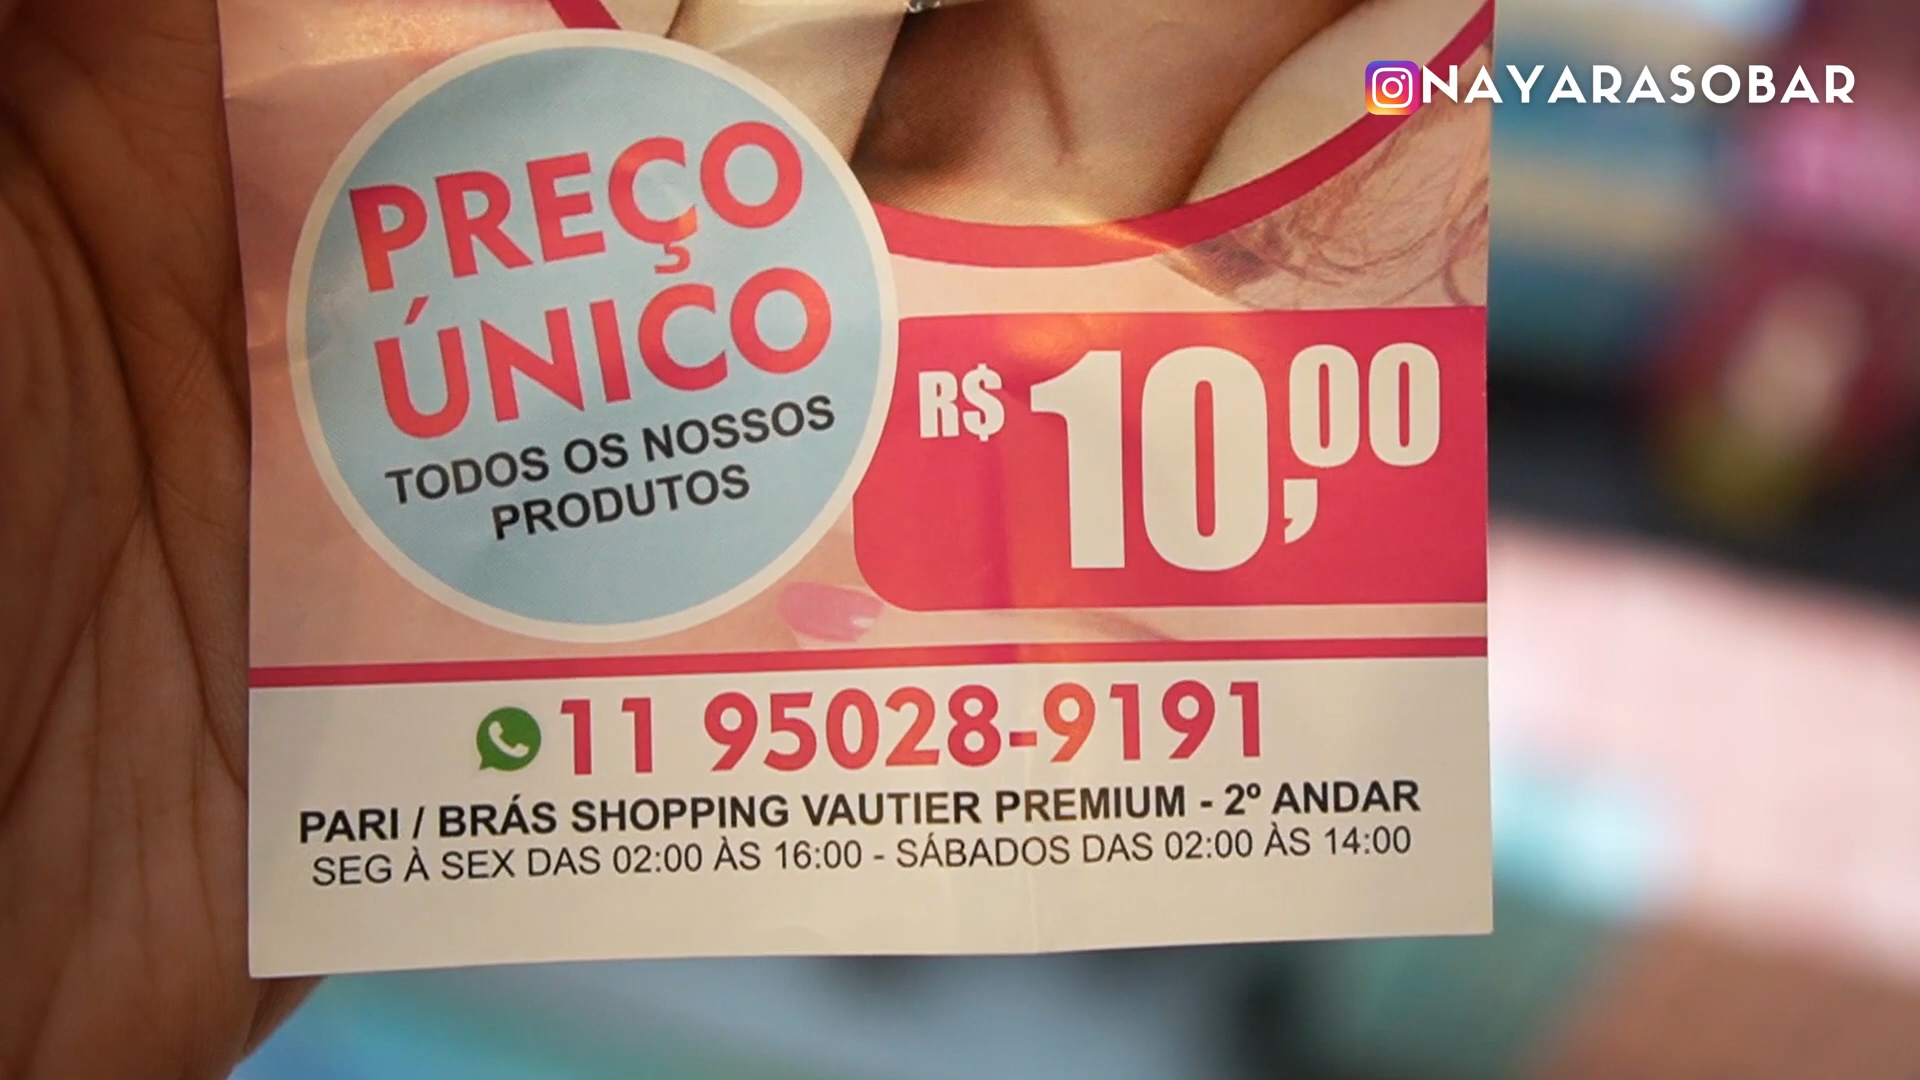 NAYARASOBAR
PREÇO
ÚNICO
TODOS OS NOSSOS
PRODUTOS
R$ 10,00
11 95028-9191
PARI / BRÁS SHOPPING VAUTIER PREMIUM - 2º ANDAR
SEG À SEX DAS 02:00 ÀS 16:00 - SÁBADOS DAS 02:00 ÀS 14:00